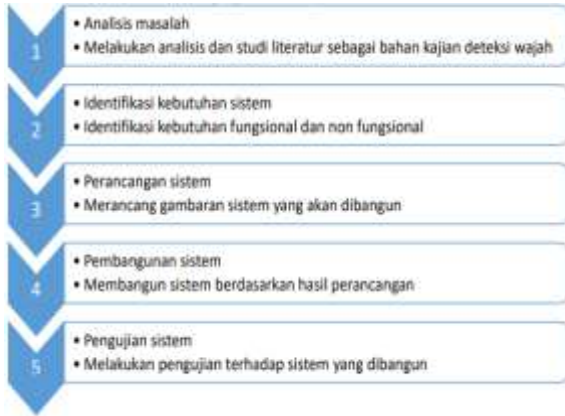 1
• Analisis masalah
• Melakukan analisis dan studi literatur sebagai bahan kajian deteksi wajah
2
• Identifikasi kebutuhan sistem
• Identifikasi kebutuhan fungsional dan non fungsional
3
• Perancangan sistem
• Merancang gambaran sistem yang akan dibangun
4
• Pembangunan sistem
• Membangun sistem berdasarkan hasil perancangan
5
• Pengujian sistem
• Melakukan pengujian terhadap sistem yang dibangun